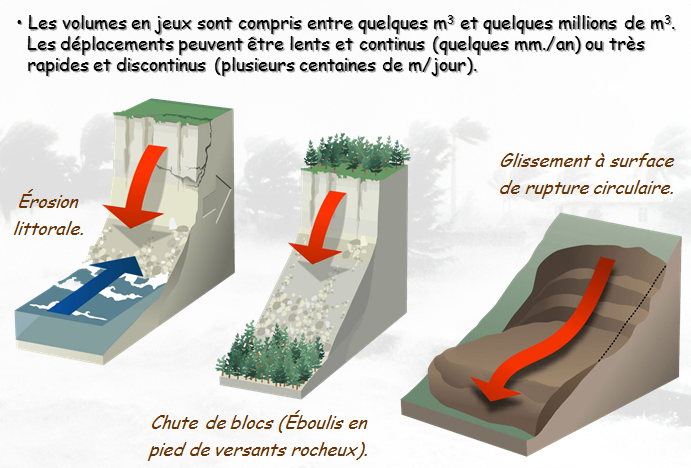 • Les volumes en jeux sont compris entre quelques m³ et quelques millions de m³.
Les déplacements peuvent être lents et continus (quelques mm./an) ou très
rapides et discontinus (plusieurs centaines de m/jour).
Érosion
littorale.
Glissement à surface
de rupture circulaire.
Chute de blocs (Éboulis en
pied de versants rocheux).